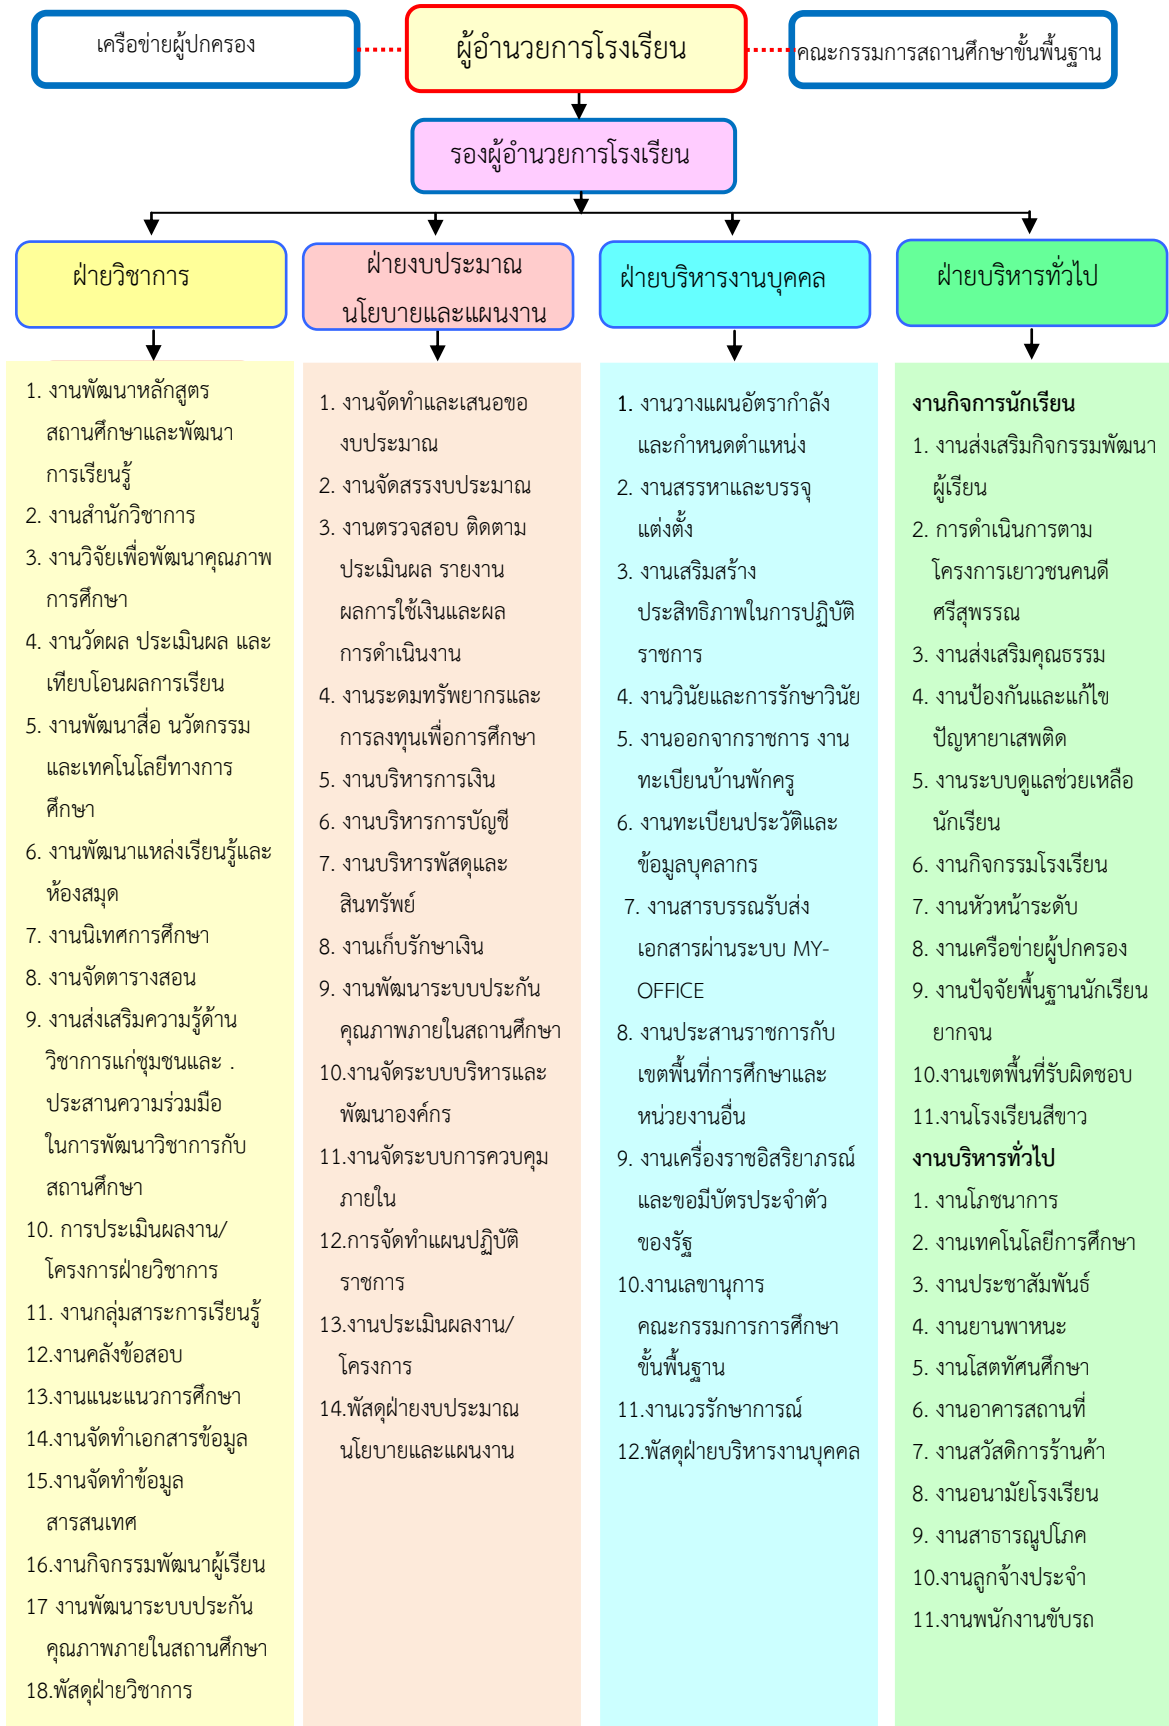 เครือข่ายผู้ปกครอง
ผู้อำนวยการโรงเรียน
คณะกรรมการสถานศึกษาขั้นพื้นฐาน
รองผู้อำนวยการโรงเรียน
ฝ่ายวิชาการ
ฝ่ายงบประมาณ
นโยบายและแผนงาน
ฝ่ายบริหารงานบุคคล
ฝ่ายบริหารทั่วไป
1. งานพัฒนาหลักสูตร
สถานศึกษาและพัฒนา
การเรียนรู้
2. งานสำนักวิชาการ
3. งานวิจัยเพื่อพัฒนาคุณภาพ
การศึกษา
4. งานวัดผล ประเมินผล และ
เทียบโอนผลการเรียน
5. งานพัฒนาสื่อ นวัตกรรม
และเทคโนโลยีทางการ
ศึกษา
6. งานพัฒนาแหล่งเรียนรู้และ
ห้องสมุด
7. งานนิเทศการศึกษา
8. งานจัดตารางสอน
9. งานส่งเสริมความรู้ด้าน
วิชาการแก่ชุมชนและ .
ประสานความร่วมมือ
ในการพัฒนาวิชาการกับ
สถานศึกษา
10. การประเมินผลงาน/
โครงการฝ่ายวิชาการ
11. งานกลุ่มสาระการเรียนรู้
12.งานคลังข้อสอบ
13.งานแนะแนวการศึกษา
14.งานจัดทำเอกสารข้อมูล
15.งานจัดทำข้อมูล
สารสนเทศ
16.งานกิจกรรมพัฒนาผู้เรียน
17 งานพัฒนาระบบประกัน
คุณภาพภายในสถานศึกษา
18.พัสดุฝ่ายวิชาการ
1. งานจัดทำและเสนอขอ
งบประมาณ
2. งานจัดสรรงบประมาณ
3. งานตรวจสอบ ติดตาม
ประเมินผล รายงาน
ผลการใช้เงินและผล
การดำเนินงาน
4. งานระดมทรัพยากรและ
การลงทุนเพื่อการศึกษา
5. งานบริหารการเงิน
6. งานบริหารการบัญชี
7. งานบริหารพัสดุและ
สินทรัพย์
8. งานเก็บรักษาเงิน
9. งานพัฒนาระบบประกัน
คุณภาพภายในสถานศึกษา
10.งานจัดระบบบริหารและ
พัฒนาองค์กร
11.งานจัดระบบการควบคุม
ภายใน
12.การจัดทำแผนปฏิบัติ
ราชการ
13.งานประเมินผลงาน/
โครงการ
14.พัสดุฝ่ายงบประมาณ
นโยบายและแผนงาน
1. งานวางแผนอัตรากำลัง
และกำหนดตำแหน่ง
2. งานสรรหาและบรรจุ
แต่งตั้ง
3. งานเสริมสร้าง
ประสิทธิภาพในการปฏิบัติ
ราชการ
4. งานวินัยและการรักษาวินัย
5. งานออกจากราชการ งาน
ทะเบียนบ้านพักครู
6. งานทะเบียนประวัติและ
ข้อมูลบุคลากร
7. งานสารบรรณรับส่ง
เอกสารผ่านระบบ MY-
OFFICE
8. งานประสานราชการกับ
เขตพื้นที่การศึกษาและ
หน่วยงานอื่น
9. งานเครื่องราชอิสริยาภรณ์
และขอมีบัตรประจำตัว
ของรัฐ
10.งานเลขานุการ
คณะกรรมการการศึกษา
ขั้นพื้นฐาน
11.งานเวรรักษาการณ์
12.พัสดุฝ่ายบริหารงานบุคคล
งานกิจการนักเรียน
1. งานส่งเสริมกิจกรรมพัฒนา
ผู้เรียน
2. การดำเนินการตาม
โครงการเยาวชนคนดี
ศรีสุพรรณ
3. งานส่งเสริมคุณธรรม
4. งานป้องกันและแก้ไข
ปัญหายาเสพติด
5. งานระบบดูแลช่วยเหลือ
นักเรียน
6. งานกิจกรรมโรงเรียน
7. งานหัวหน้าระดับ
8. งานเครือข่ายผู้ปกครอง
9. งานปัจจัยพื้นฐานนักเรียน
ยากจน
10.งานเขตพื้นที่รับผิดชอบ
11.งานโรงเรียนสีขาว
งานบริหารทั่วไป
1. งานโภชนาการ
2. งานเทคโนโลยีการศึกษา
3. งานประชาสัมพันธ์
4. งานยานพาหนะ
5. งานโสตทัศนศึกษา
6. งานอาคารสถานที่
7. งานสวัสดิการร้านค้า
8. งานอนามัยโรงเรียน
9. งานสาธารณูปโภค
10.งานลูกจ้างประจำ
11.งานพนักงานขับรถ